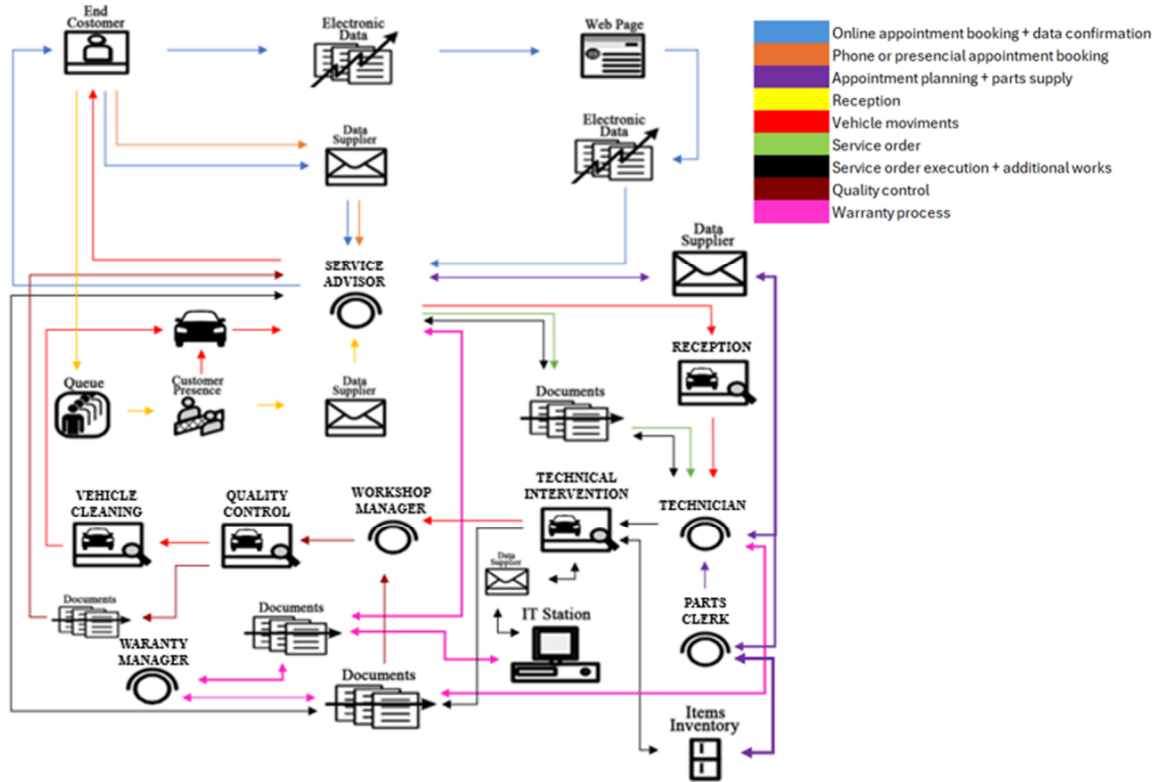 End
Costomer
Electronic
Data
Web Page
Online appointment booking + data confirmation
Phone or presencial appointment booking
Appointment planning + parts supply
Reception
Vehicle moviments
Service order
Service order execution + additional works
Quality control
Warranty process
Data
Supplier
Electronic
Data
Data
Supplier
SERVICE
ADVISOR
RECEPTION
Queue
Customer
Presence
Data
Supplier
Documents
VEHICLE
CLEANING
QUALITY
CONTROL
WORKSHOP
MANAGER
TECHNICAL
INTERVENTION
TECHNICIAN
Data
Supplier
Documents
Documents
IT Station
PARTS
CLERK
WARANTY
MANAGER
Documents
Items
Inventory